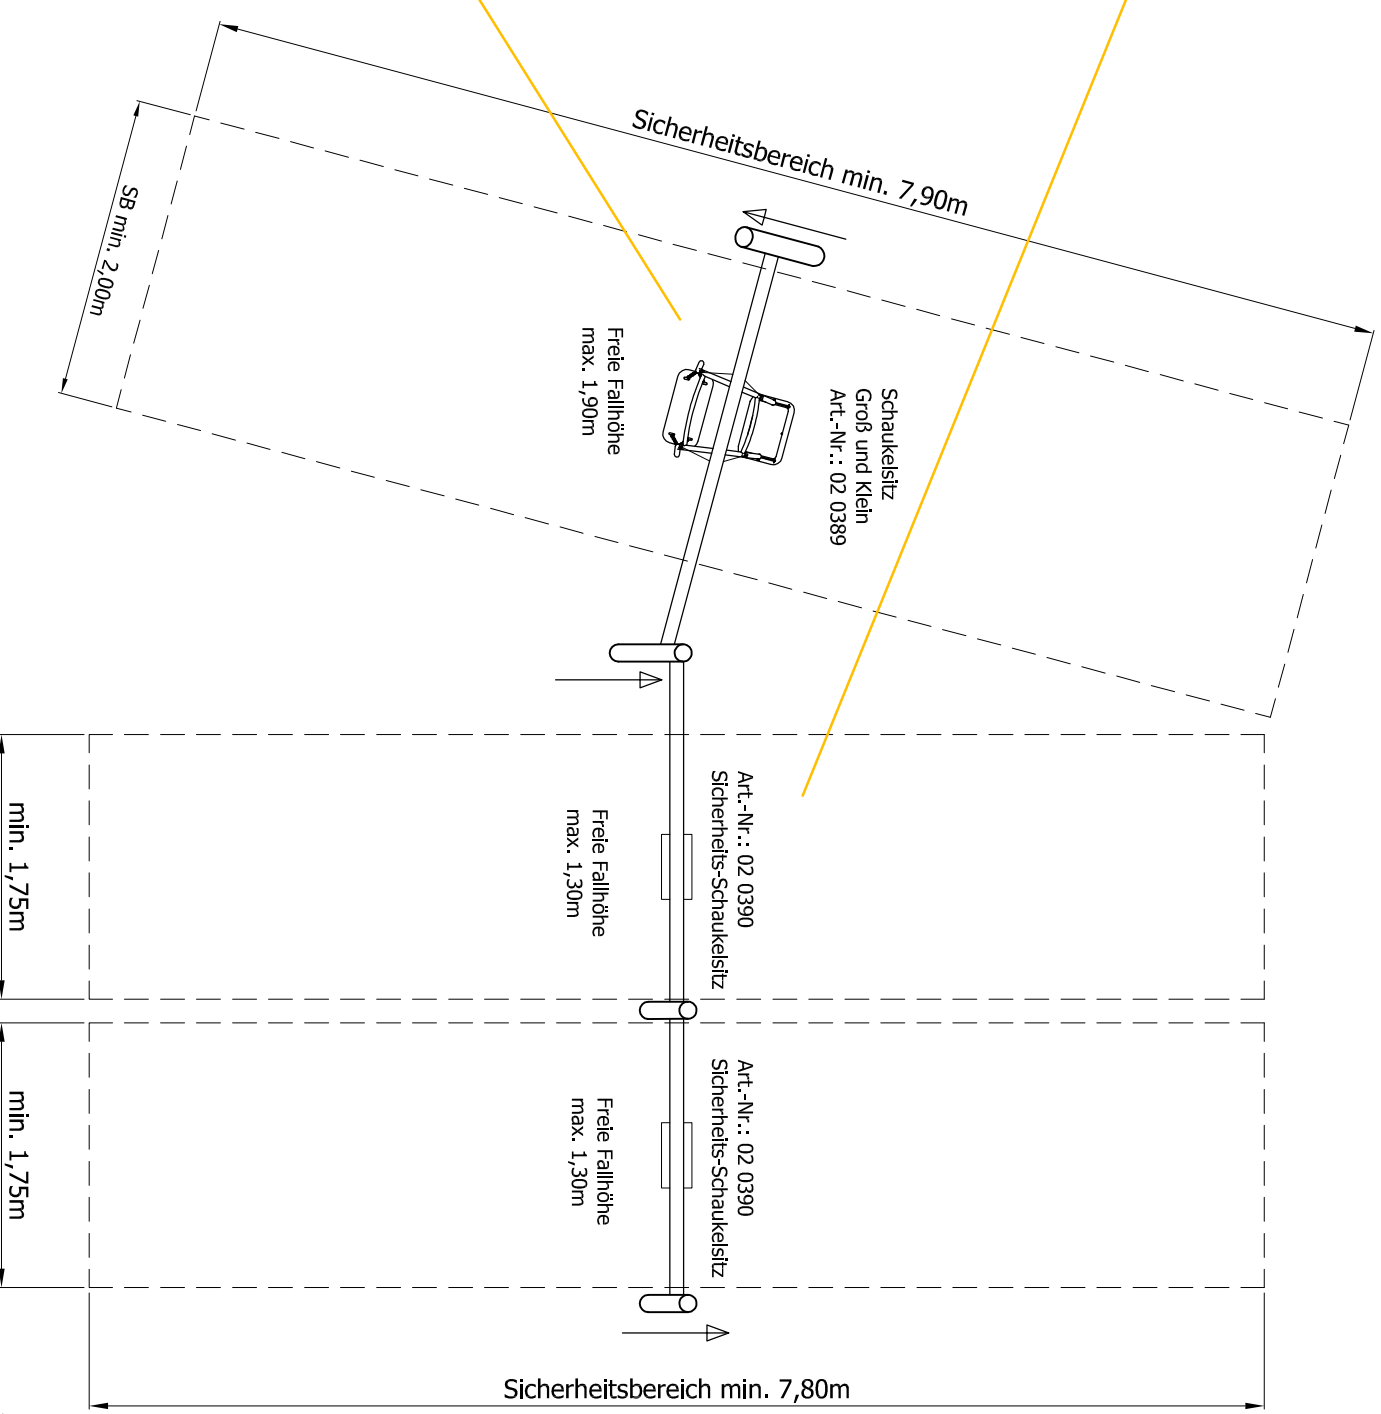 Sicherheitsbereich min. 7,90m
SB min. 2,00m
Schaukelsitz
Groß und Klein
Art.-Nr.: 02 0389
Freie Fallhöhe
max. 1,90m
Art.-Nr.: 02 0390
Sicherheits-Schaukelsitz
Freie Fallhöhe
max. 1,30m
min. 1,75m
Art.-Nr.: 02 0390
Sicherheits-Schaukelsitz
Freie Fallhöhe
max. 1,30m
min. 1,75m
Sicherheitsbereich min. 7,80m